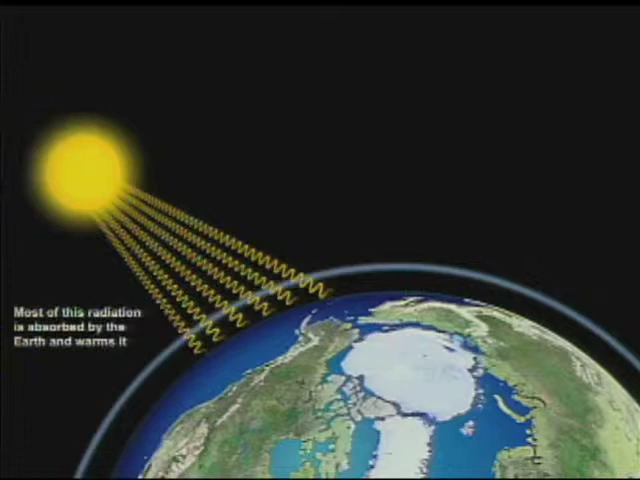 Most of this radiation
is absorbed by the
Earth and warms it